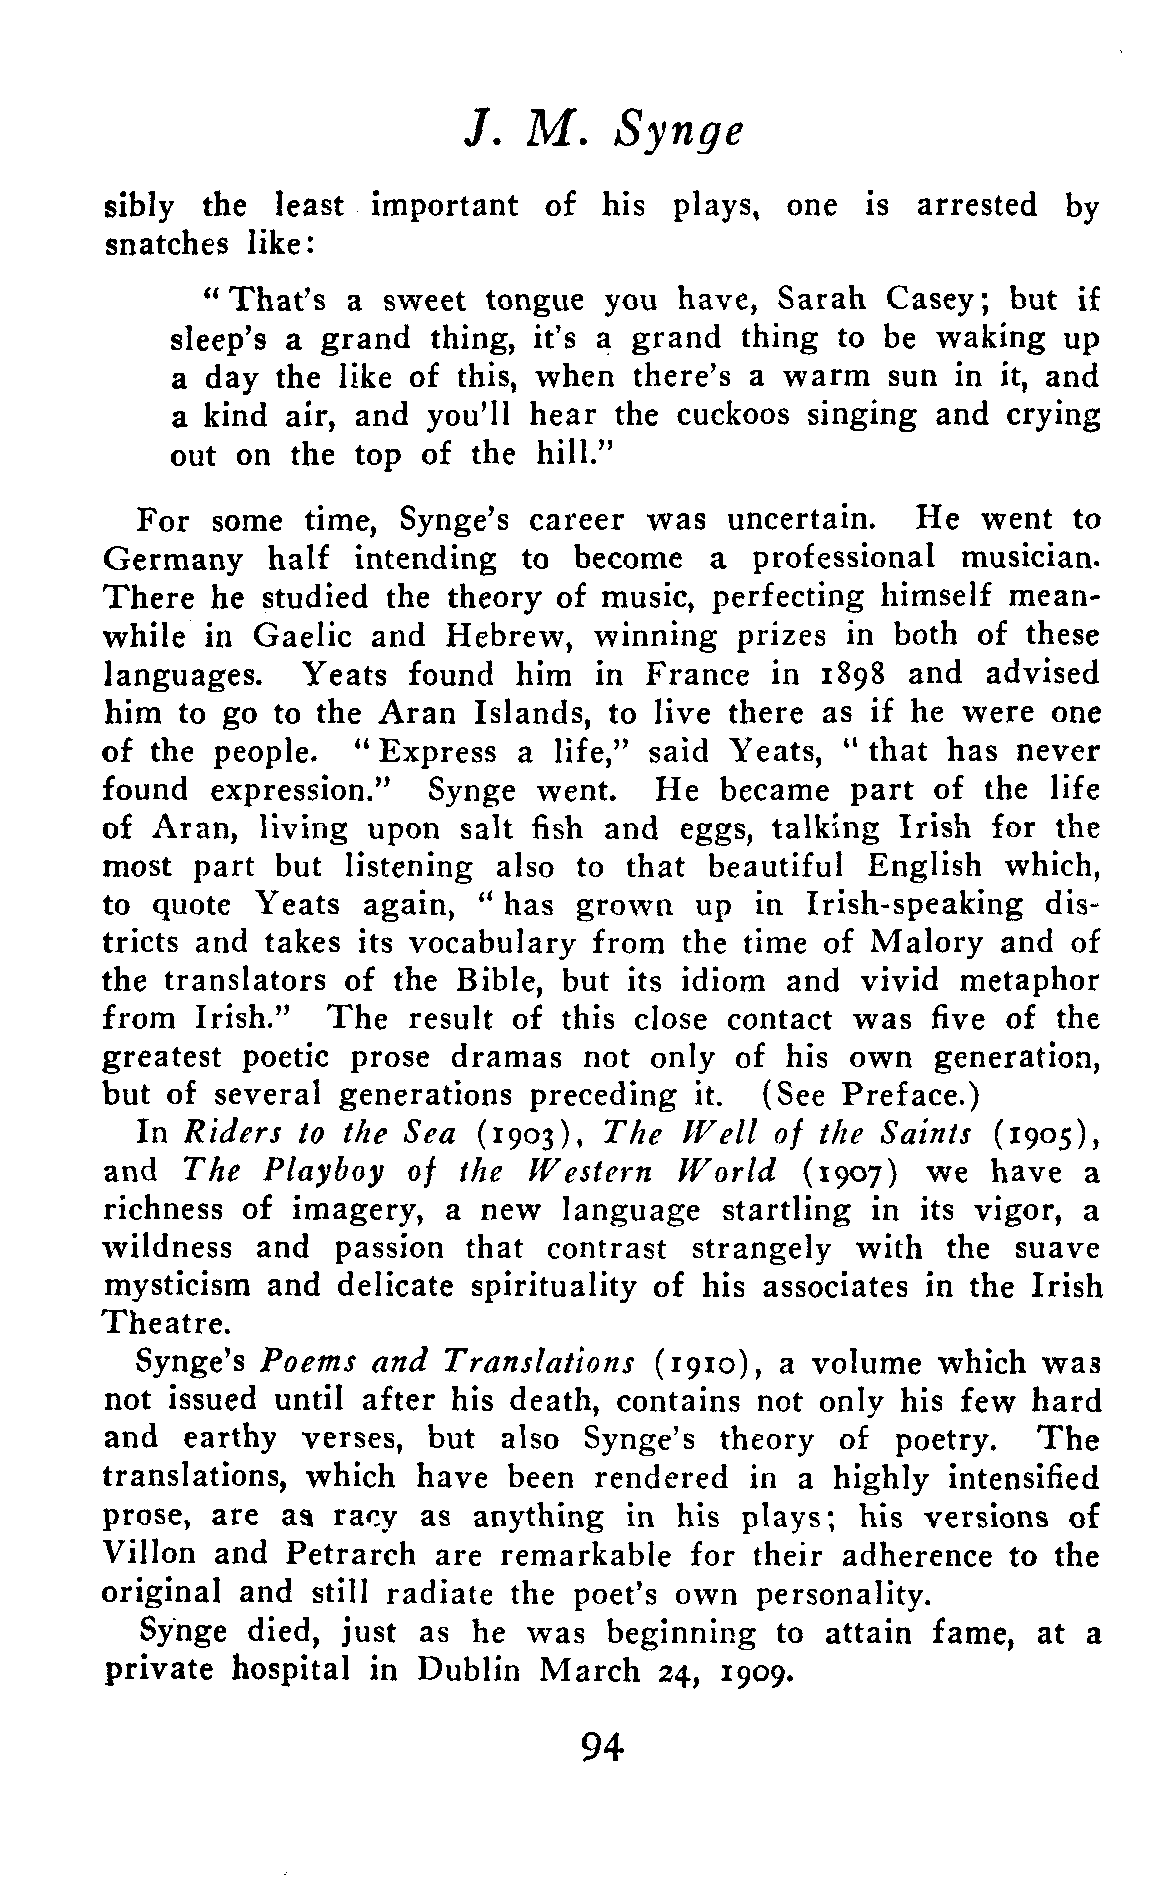 J. M. Synge
sibly the least important of his plays, one is arrested by
snatches like:
"That's a sweet tongue you have, Sarah Casey; but if
sleep's a grand thing, it's a grand thing to be waking up
a day the like of this, when there's a warm sun in it, and
a kind air, and you'll hear the cuckoos singing and crying
out on the top of the hill."
For some time, Synge's career was uncertain. He went to
Germany half intending to become a professional musician.
There he studied the theory of music, perfecting himself mean-
while in Gaelic and Hebrew, winning prizes in both of these
languages. Yeats found him in France in 1898 and advised
him to go to the Aran Islands, to live there as if he were one
of the people. "Express a life," said Yeats, "that has never
found expression." Synge went. He became part of the life
of Aran, living upon salt fish and eggs, talking Irish for the
most part but listening also to that beautiful English which,
to quote Yeats again, "has grown up in Irish-speaking dis-
tricts and takes its vocabulary from the time of Malory and of
the translators of the Bible, but its idiom and vivid metaphor
from Irish." The result of this close contact was five of the
greatest poetic prose dramas not only of his own generation,
but of several generations preceding it. (See Preface.)
In Riders to the Sea (1903), The Well of the Saints (1905),
and The Playboy of the Western World (1907) we have a
richness of imagery, a new language startling in its vigor, a
wildness and passion that contrast strangely with the suave
mysticism and delicate spirituality of his associates in the Irish
Theatre.
Synge's Poems and Translations (1910), a volume which was
not issued until after his death, contains not only his few hard
and earthy verses, but also Synge's theory of poetry. The
translations, which have been rendered in a highly intensified
prose, are as racy as anything in his plays; his versions of
Villon and Petrarch are remarkable for their adherence to the
original and still radiate the poet's own personality.
Synge died, just as he was beginning to attain fame, at a
private hospital in Dublin March 24, 1909.
94